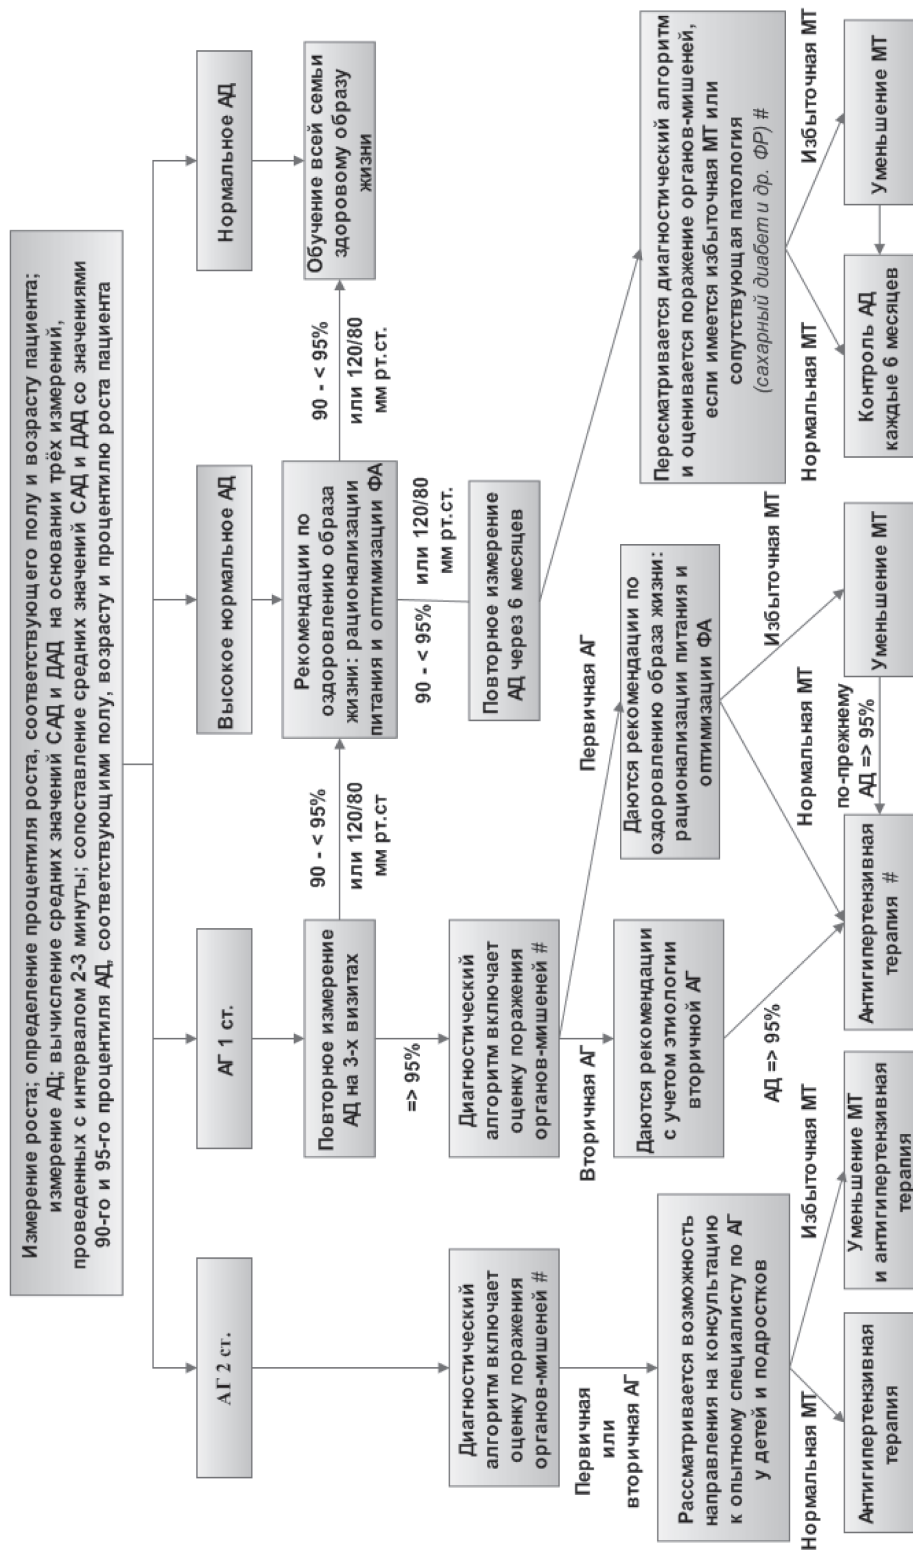 Измерение роста; определение процентиля роста, соответствующего полу и возрасту пациента;
измерение АД; вычисление средних значений САД и ДАД на основании трёх измерений,
проведенных с интервалом 2-3 минуты; сопоставление средних значений САД и ДАД со значениями
90-го и 95-го процентиля АД, соответствующими полу, возрасту и процентилю роста пациента
АГ 2 ст.
АГ 1 ст.
Высокое нормальное АД
Нормальное АД
Повторное измерение
АД на 3-х визитах
90 - < 95%
или 120/80
мм рт.ст
Рекомендации по
оздоровлению образа
жизни: рационализации
питания и оптимизации ФА
90 - < 95%
или 120/80
мм рт.ст.
Обучение всей семьи
здоровому образу
жизни
=> 95%
90 - < 95%
или 120/80
мм рт.ст.
Диагностический
алгоритм включает
оценку поражения
органов-мишеней #
Диагностический
алгоритм включает
оценку поражения
органов-мишеней #
Повторное измерение
АД через 6 месяцев
Первичная
или
вторичная АГ
Вторичная АГ
Первичная АГ
Рассматривается возможность
направления на консультацию
к опытному специалисту по АГ
у детей и подростков
Даются рекомендации
с учетом этиологии
вторичной АГ
Даются рекомендации по
оздоровлению образа жизни:
рационализации питания и
оптимизации ФА
Пересматривается диагностический алгоритм
и оценивается поражение органов-мишеней,
если имеется избыточная МТ или
сопутствующая патология
(сахарный диабет и др. ФР) #
Нормальная МТ
Избыточная МТ
АД => 95%
Нормальная МТ
Избыточная МТ
Нормальная МТ
Избыточная МТ
по-прежнему
АД => 95%
Антигипертензивная
терапия
Уменьшение МТ
и антигипертензивная
терапия
Антигипертензивная
терапия #
Уменьшение МТ
Контроль АД
каждые 6 месяцев
Уменьшение МТ